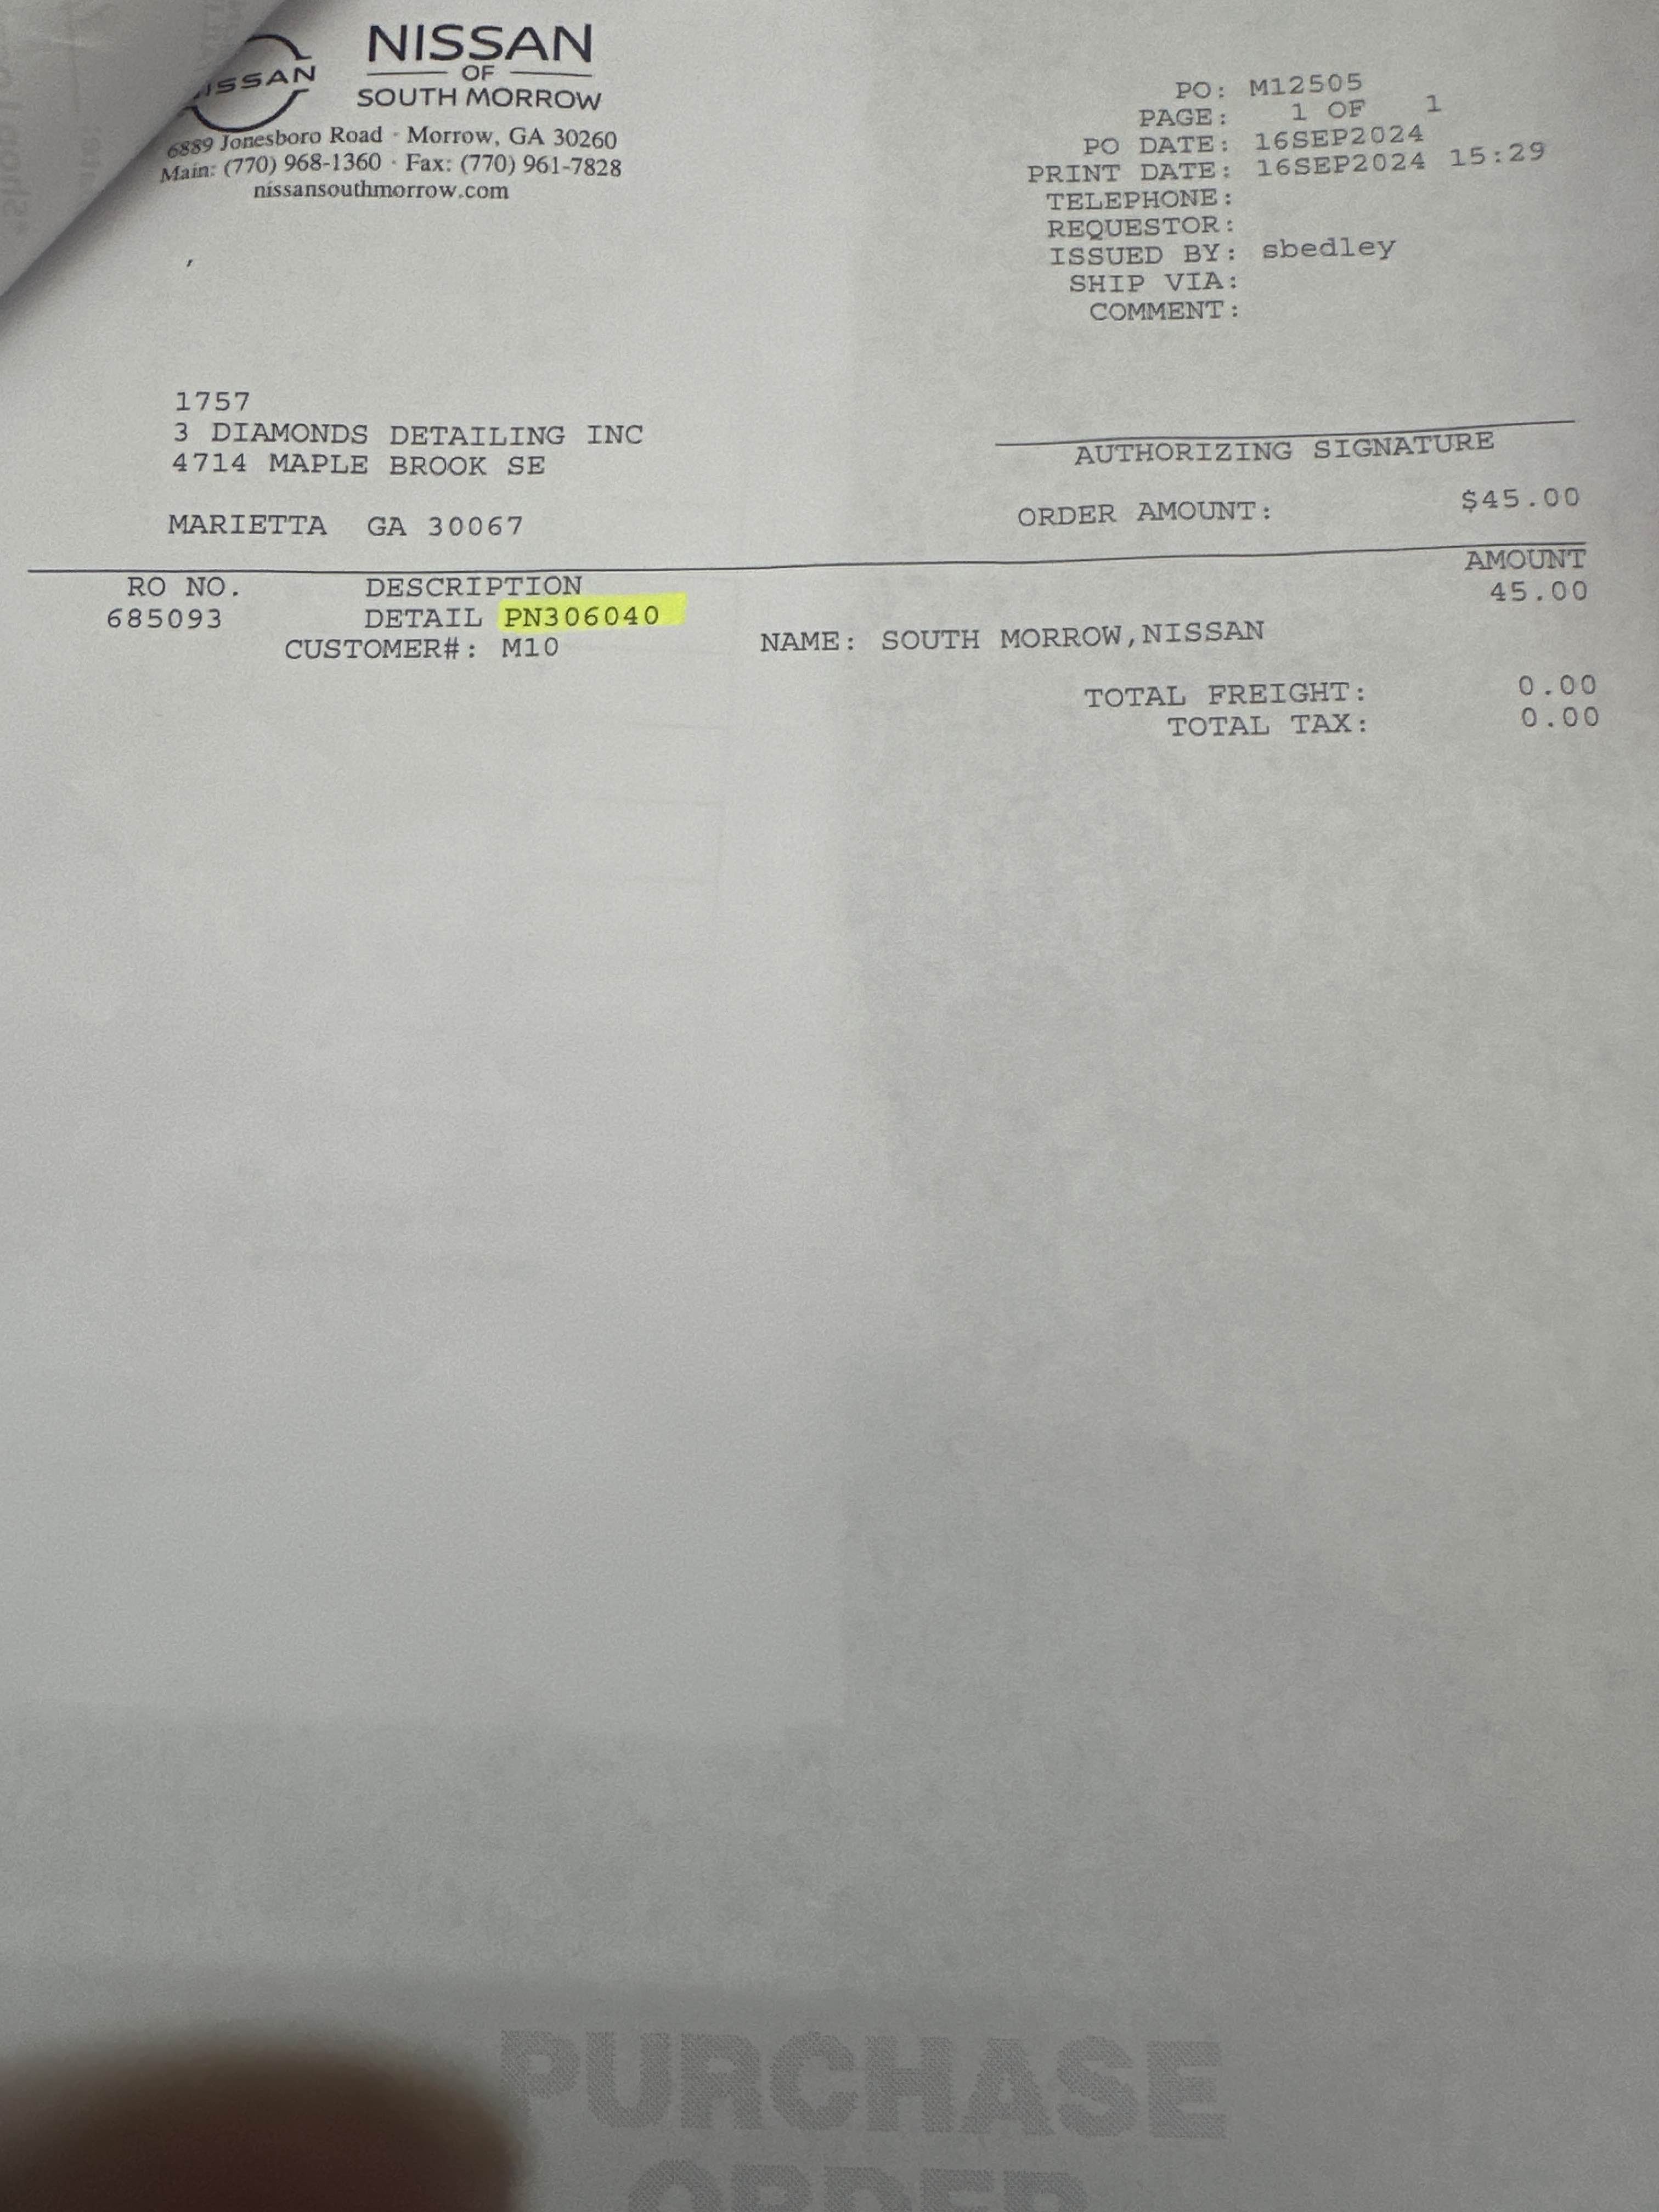 NISSAN
OF
SOUTH MORROW
6889 Jonesboro Road · Morrow, GA 30260
Main: (770) 968-1360 · Fax: (770) 961-7828
nissansouthmorrow.com
PO: M12505
PAGE: 1 OF 1
PO DATE: 16SEP2024
PRINT DATE: 16SEP2024 15:29
TELEPHONE:
REQUESTOR:
ISSUED BY: sbedley
SHIP VIA:
COMMENT:
1757
3 DIAMONDS DETAILING INC
4714 MAPLE BROOK SE
MARIETTA GA 30067
AUTHORIZING SIGNATURE
ORDER AMOUNT: $45.00
RO NO. DESCRIPTION AMOUNT
685093 DETAIL PN306040 45.00
CUSTOMER#: M10 NAME: SOUTH MORROW,NISSAN
TOTAL FREIGHT: 0.00
TOTAL TAX: 0.00
PURCHASE
ORDER